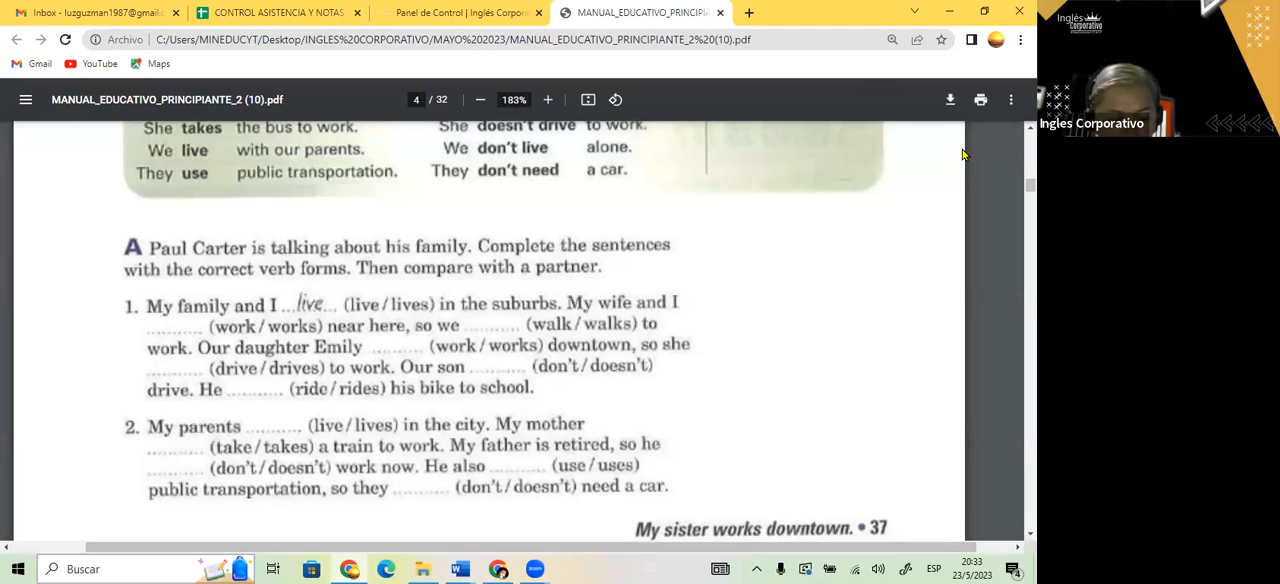 Inbox - luzguzman1987@gmail.c
CONTROL ASISTENCIA Y NOTAS
Panel de Control | Inglés Corpora
MANUAL_EDUCATIVO_PRINCIPIA
Archivo
C:/Users/MINEDUCYT/Desktop/INGLES%20CORPORATIVO/MAYO%202023/MANUAL_EDUCATIVO_PRINCIPIANTE_2%20(10).pdf
Gmail
YouTube
Maps
MANUAL_EDUCATIVO_PRINCIPIANTE_2 (10).pdf
4 / 32
183%
She takes the bus to work. She doesn't drive to work.
We live with our parents. We don't live alone.
They use public transportation. They don't need a car.
A Paul Carter is talking about his family. Complete the sentences
with the correct verb forms. Then compare with a partner.
1. My family and I ...live... (live/lives) in the suburbs. My wife and I
.......... (work/works) near here, so we .......... (walk/walks) to
work. Our daughter Emily .......... (work/works) downtown, so she
.......... (drive/drives) to work. Our son .......... (don't/doesn't)
drive. He .......... (ride/rides) his bike to school.
2. My parents .......... (live/lives) in the city. My mother
.......... (take/takes) a train to work. My father is retired, so he
.......... (don't/doesn't) work now. He also .......... (use/uses)
public transportation, so they .......... (don't/doesn't) need a car.
My sister works downtown. • 37
Inglés
Corporativo
Ingles Corporativo
Buscar
ESP
20:33
23/5/2023
4